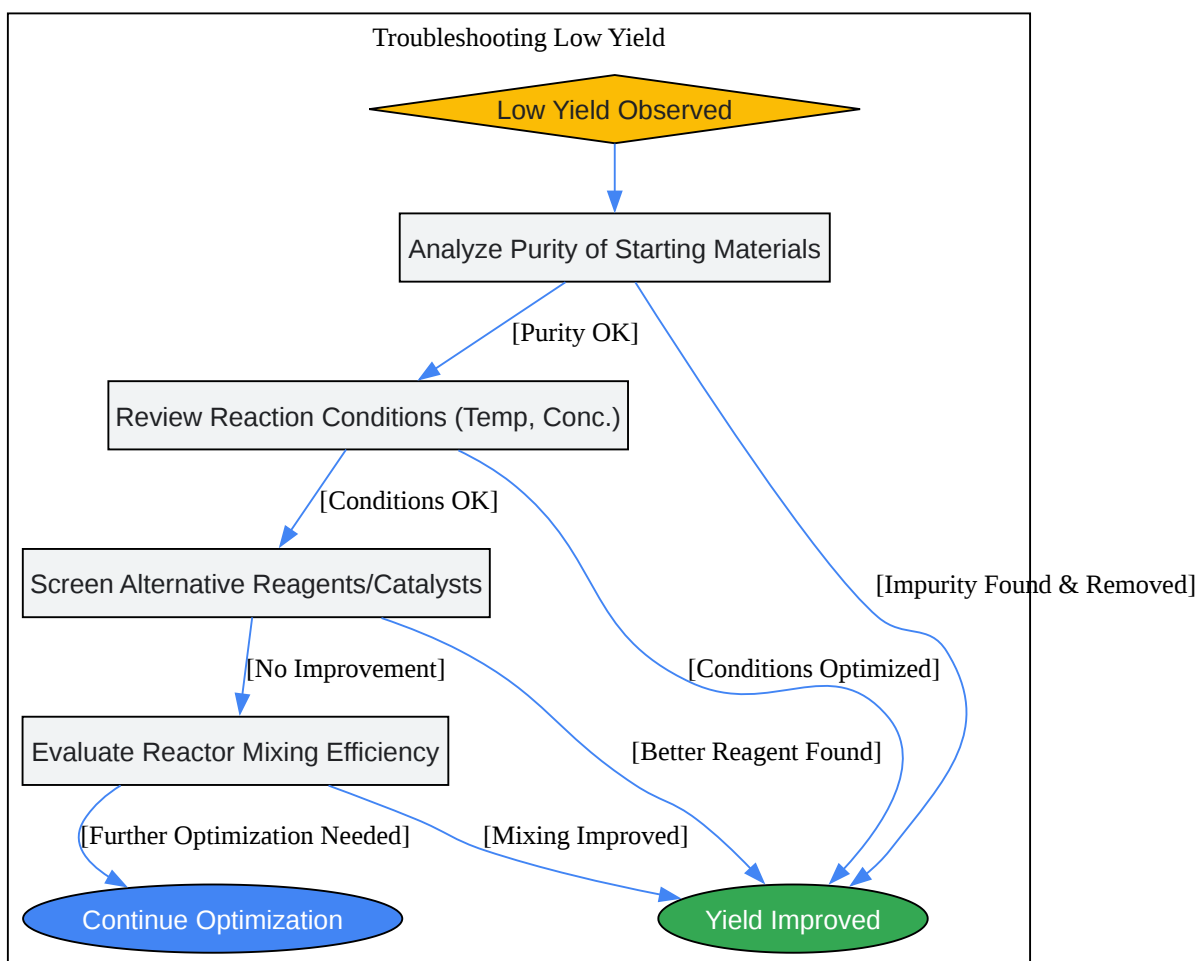 Troubleshooting Low Yield
Low Yield Observed
Analyze Purity of Starting Materials
[Purity OK]
Review Reaction Conditions (Temp, Conc.)
[Conditions OK]
Screen Alternative Reagents/Catalysts
[Impurity Found & Removed]
[No Improvement]
[Conditions Optimized]
Evaluate Reactor Mixing Efficiency
[Better Reagent Found]
[Further Optimization Needed]
[Mixing Improved]
Continue Optimization
Yield Improved